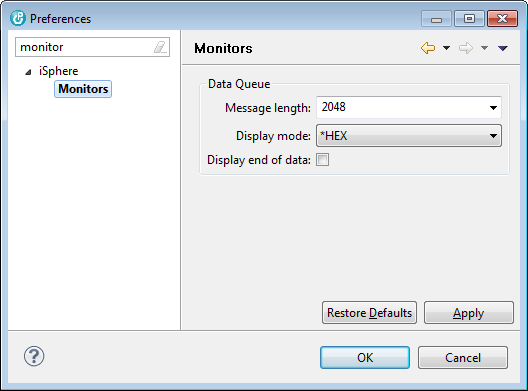 Preferences
monitor
iSphere
Monitors
Monitors
Data Queue
Message length: 2048
Display mode: *HEX
Display end of data:
Restore Defaults Apply
? OK Cancel